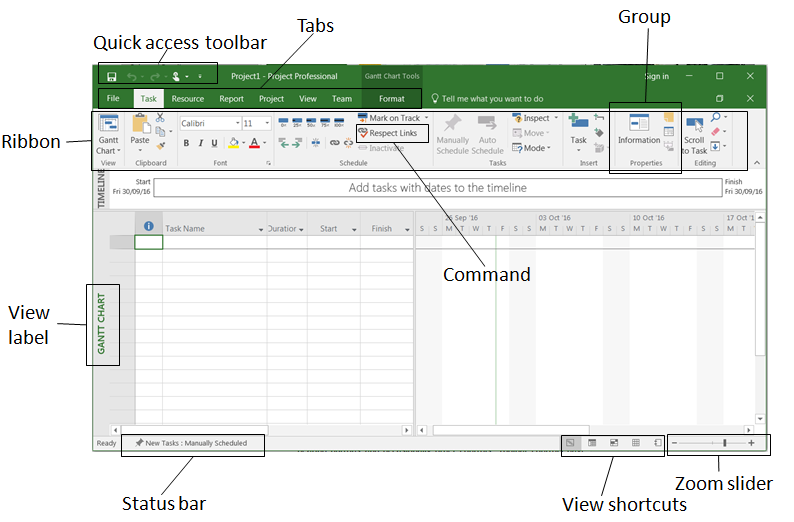 Group
Tabs
Quick access toolbar
Project1 - Project Professional
Gantt Chart Tools
Sign in
File Task Resource Report Project View Team Format Tell me what you want to do
Ribbon
Gantt
Chart
View
Paste
Clipboard
Calibri 11
B I U A
Font
0% 25% 50% 75% 100%
Mark on Track
Respect Links
Inactivate
Schedule
Manually
Schedule
Auto
Schedule
Inspect
Move
Mode
Tasks
Task
Insert
Information
Properties
Scroll
to Task
Editing
TIMELINE
Start
Fri 30/09/16
Add tasks with dates to the timeline
Finish
Fri 30/09/16
Task Name Duration Start Finish
26 Sep '16 03 Oct '16 10 Oct '16 17 Oct '1
S S M T W T F S S M T W T F S S M T W T F S S M T
Command
View
label
GANTT CHART
Ready New Tasks : Manually Scheduled
Status bar
View shortcuts
Zoom slider